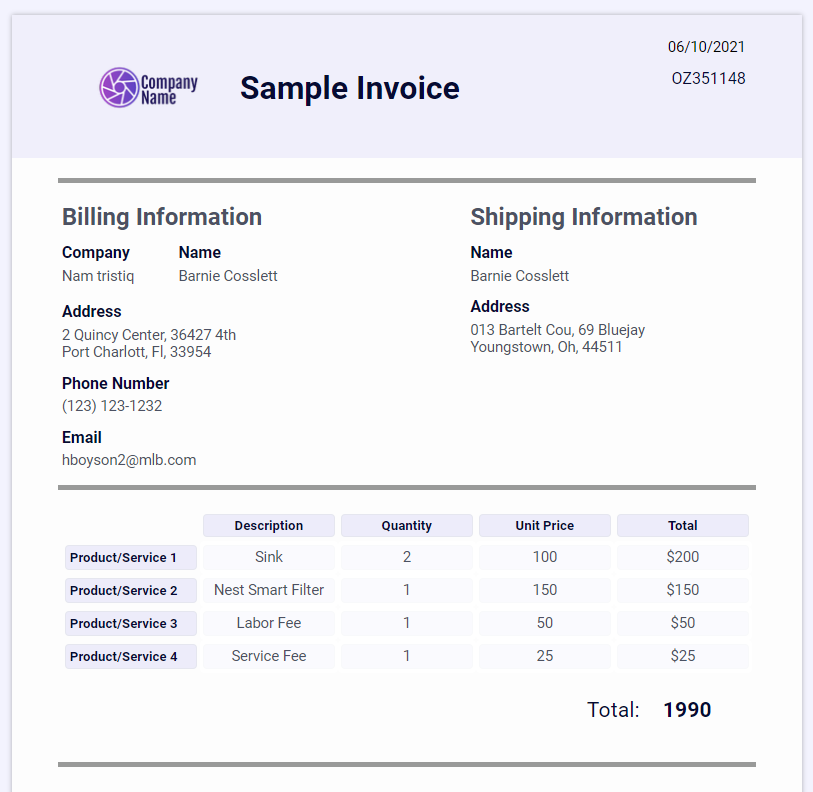 06/10/2021
OZ351148
Company
Name
Sample Invoice
Billing Information
Company Name
Nam tristiq Barnie Cosslett
Address
2 Quincy Center, 36427 4th
Port Charlott, Fl, 33954
Phone Number
(123) 123-1232
Email
hboyson2@mlb.com
Shipping Information
Name
Barnie Cosslett
Address
013 Bartelt Cou, 69 Bluejay
Youngstown, Oh, 44511
Description Quantity Unit Price Total
Product/Service 1 Sink 2 100 $200
Product/Service 2 Nest Smart Filter 1 150 $150
Product/Service 3 Labor Fee 1 50 $50
Product/Service 4 Service Fee 1 25 $25
Total: 1990